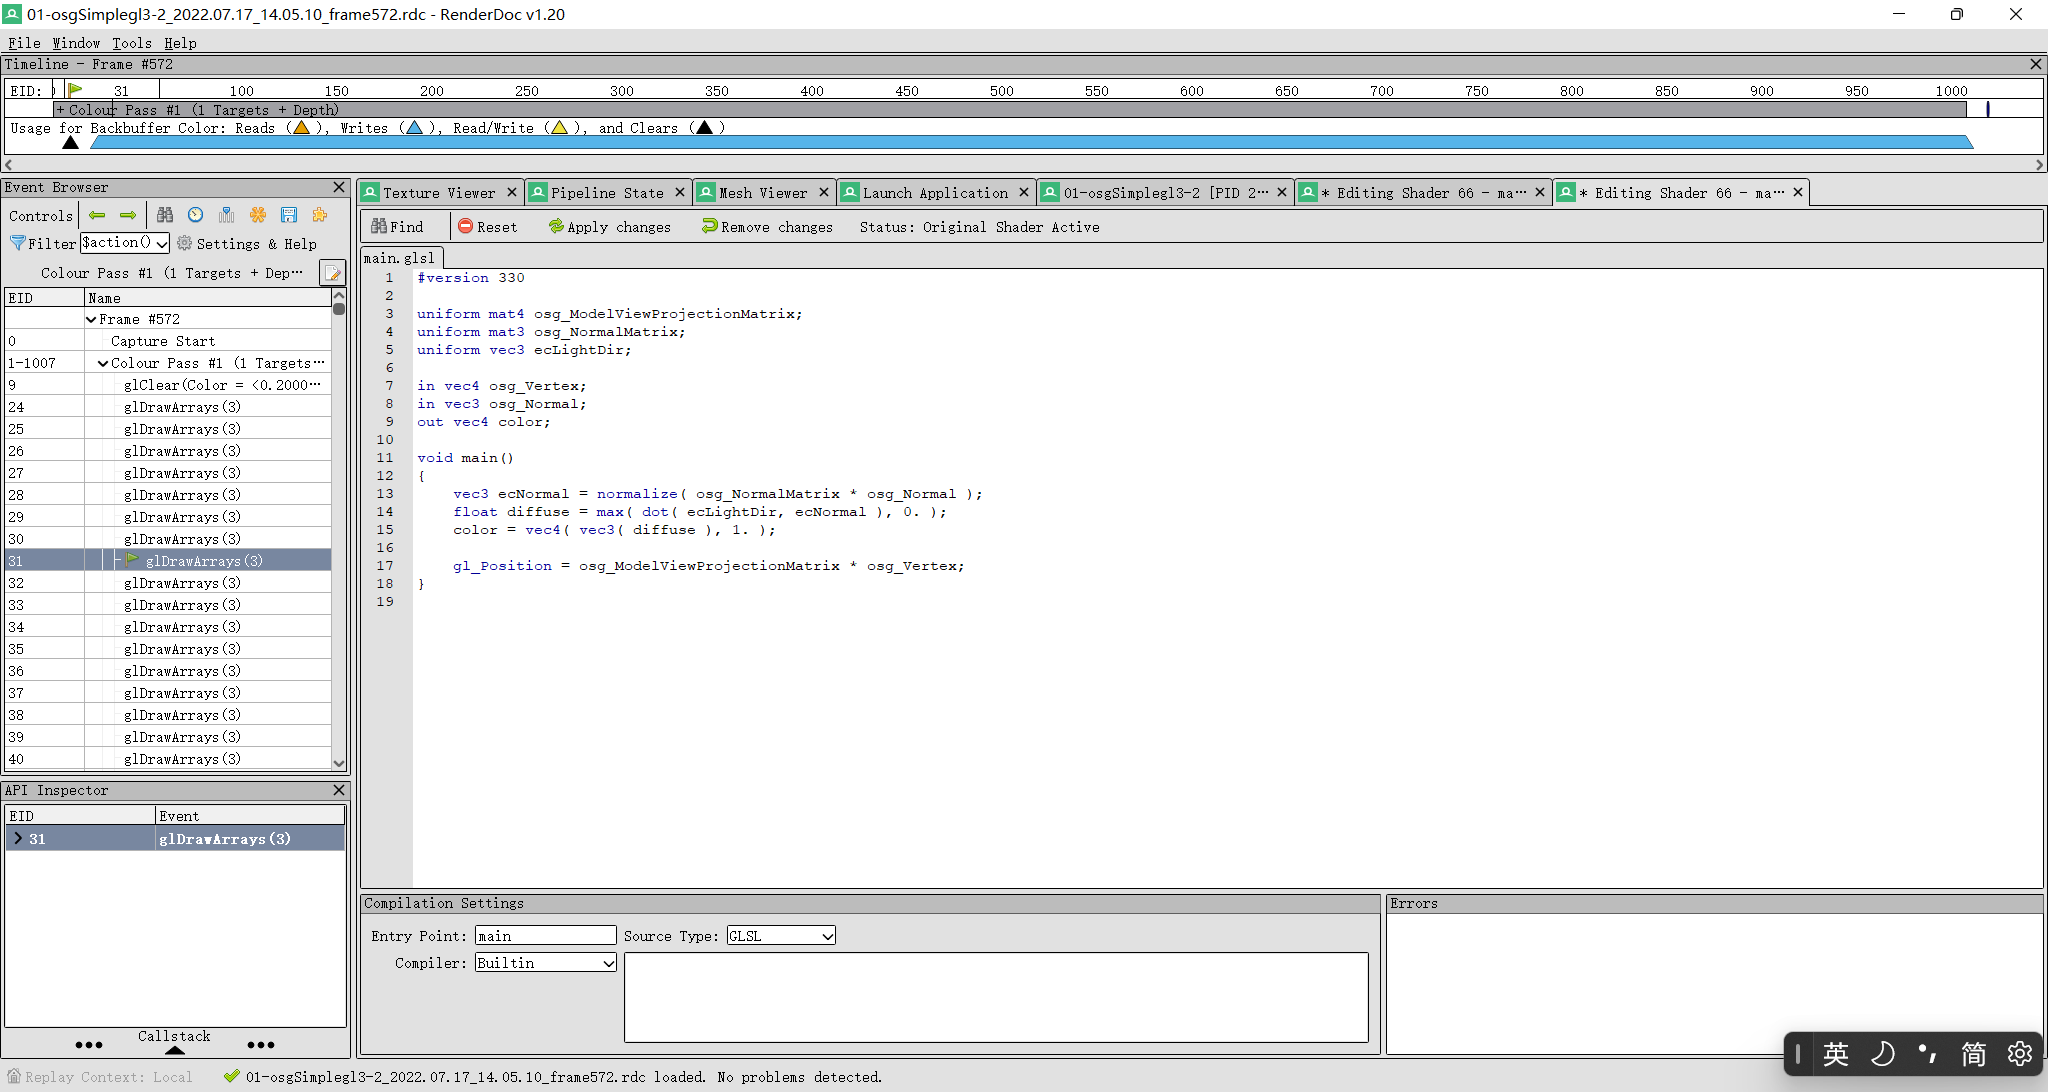 01-osgSimplegl3-2_2022.07.17_14.05.10_frame572.rdc - RenderDoc v1.20
File Window Tools Help
Timeline - Frame #572
EID: 31 100 150 200 250 300 350 400 450 500 550 600 650 700 750 800 850 900 950 1000
+ Colour Pass #1 (1 Targets + Depth)
Usage for Backbuffer Color: Reads ( ), Writes ( ), Read/Write ( ), and Clears ( )
Event Browser
Controls
Filter $action() Settings & Help
Colour Pass #1 (1 Targets + Dep···
EID Name
Frame #572
0 Capture Start
1-1007 Colour Pass #1 (1 Targets···
9 glClear(Color = <0.2000···
24 glDrawArrays(3)
25 glDrawArrays(3)
26 glDrawArrays(3)
27 glDrawArrays(3)
28 glDrawArrays(3)
29 glDrawArrays(3)
30 glDrawArrays(3)
31 glDrawArrays(3)
32 glDrawArrays(3)
33 glDrawArrays(3)
34 glDrawArrays(3)
35 glDrawArrays(3)
36 glDrawArrays(3)
37 glDrawArrays(3)
38 glDrawArrays(3)
39 glDrawArrays(3)
40 glDrawArrays(3)
API Inspector
EID Event
31 glDrawArrays(3)
Callstack
Texture Viewer Pipeline State Mesh Viewer Launch Application 01-osgSimplegl3-2 [PID 2··· * Editing Shader 66 - ma··· * Editing Shader 66 - ma···
Find Reset Apply changes Remove changes Status: Original Shader Active
main.glsl
1 #version 330
2
3 uniform mat4 osg_ModelViewProjectionMatrix;
4 uniform mat3 osg_NormalMatrix;
5 uniform vec3 ecLightDir;
6
7 in vec4 osg_Vertex;
8 in vec3 osg_Normal;
9 out vec4 color;
10
11 void main()
12 {
13 vec3 ecNormal = normalize( osg_NormalMatrix * osg_Normal );
14 float diffuse = max( dot( ecLightDir, ecNormal ), 0. );
15 color = vec4( vec3( diffuse ), 1. );
16
17 gl_Position = osg_ModelViewProjectionMatrix * osg_Vertex;
18 }
19
Compilation Settings
Entry Point: main Source Type: GLSL
Compiler: Builtin
Errors
英 简
Replay Context: Local 01-osgSimplegl3-2_2022.07.17_14.05.10_frame572.rdc loaded. No problems detected.